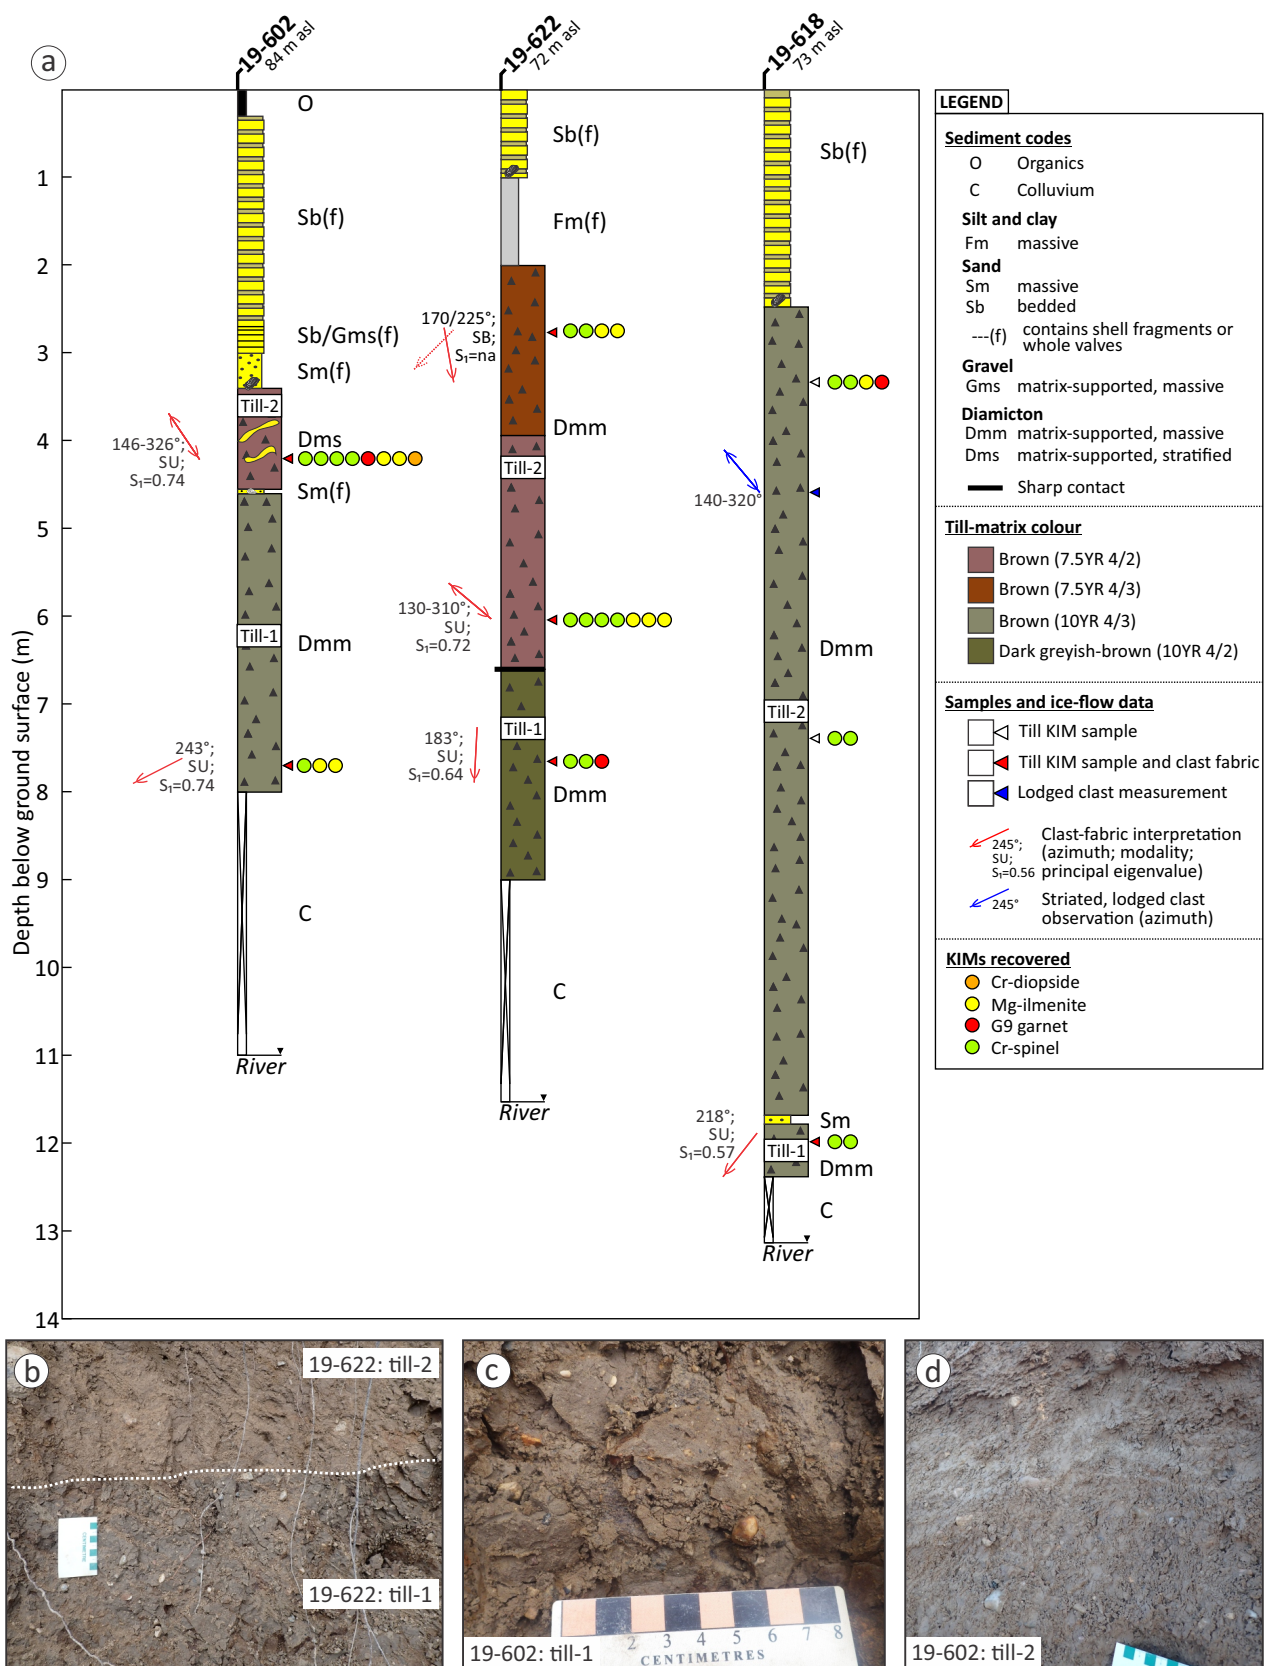 a
19-602
84 m asl
19-622
72 m asl
19-618
73 m asl
Depth below ground surface (m)
1
2
3
4
5
6
7
8
9
10
11
12
13
14
O
Sb(f)
Sb/Gms(f)
Sm(f)
Till-2
146-326°;
SU;
S₁=0.74
Dms
Sm(f)
Till-1
Dmm
243°;
SU;
S₁=0.74
C
River
Sb(f)
Fm(f)
170/225°;
SB;
S₁=na
Dmm
Till-2
130-310°;
SU;
S₁=0.72
Till-1
183°;
SU;
S₁=0.64
Dmm
C
River
Sb(f)
140-320°
Dmm
Till-2
Sm
218°;
SU;
S₁=0.57
Till-1
Dmm
C
River
LEGEND
Sediment codes
O Organics
C Colluvium
Silt and clay
Fm massive
Sand
Sm massive
Sb bedded
---(f) contains shell fragments or
whole valves
Gravel
Gms matrix-supported, massive
Diamicton
Dmm matrix-supported, massive
Dms matrix-supported, stratified
Sharp contact
Till-matrix colour
Brown (7.5YR 4/2)
Brown (7.5YR 4/3)
Brown (10YR 4/3)
Dark greyish-brown (10YR 4/2)
Samples and ice-flow data
Till KIM sample
Till KIM sample and clast fabric
Lodged clast measurement
245°;
SU;
S₁=0.56
Clast-fabric interpretation
(azimuth; modality;
principal eigenvalue)
245°
Striated, lodged clast
observation (azimuth)
KIMs recovered
Cr-diopside
Mg-ilmenite
G9 garnet
Cr-spinel
b
19-622: till-2
19-622: till-1
c
2 3 4 5 6 7 8
CENTIMETRES
19-602: till-1
d
19-602: till-2